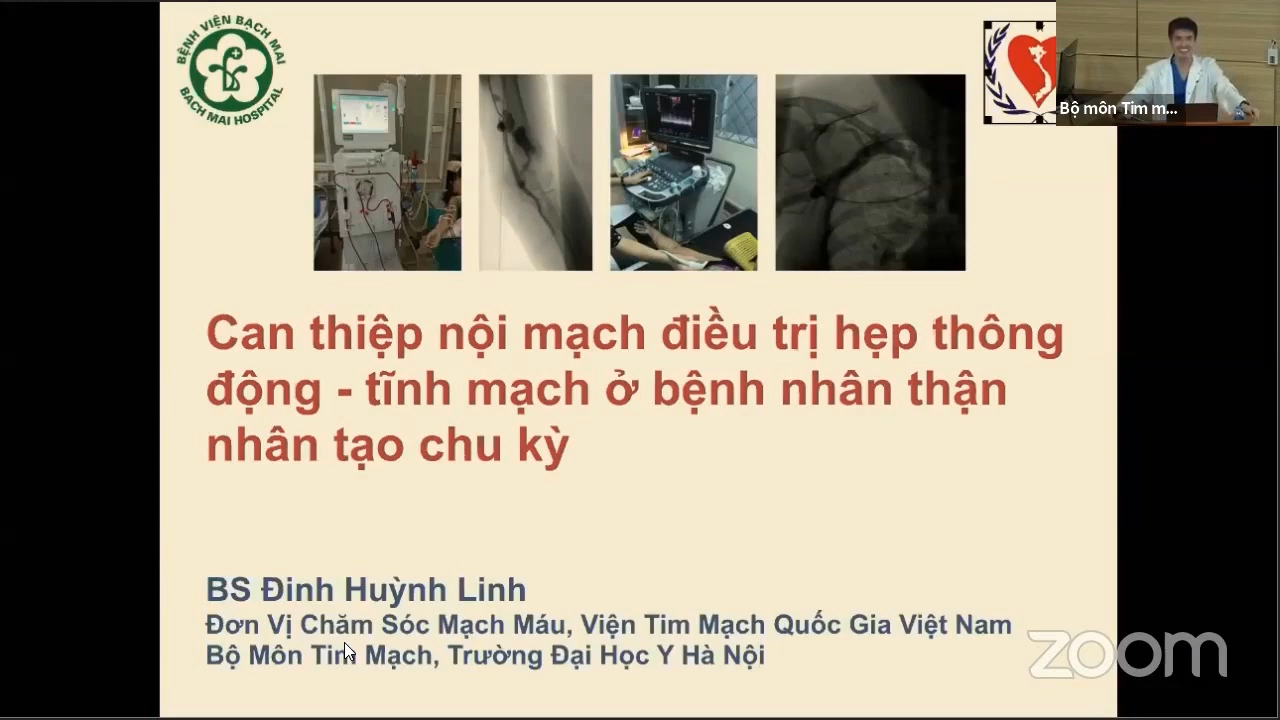 BỆNH VIỆN BẠCH MAI
BACH MAI HOSPITAL
Bộ môn Tim m...
Can thiệp nội mạch điều trị hẹp thông
động - tĩnh mạch ở bệnh nhân thận
nhân tạo chu kỳ
BS Đinh Huỳnh Linh
Đơn Vị Chăm Sóc Mạch Máu, Viện Tim Mạch Quốc Gia Việt Nam
Bộ Môn Tim Mạch, Trường Đại Học Y Hà Nội
zoom